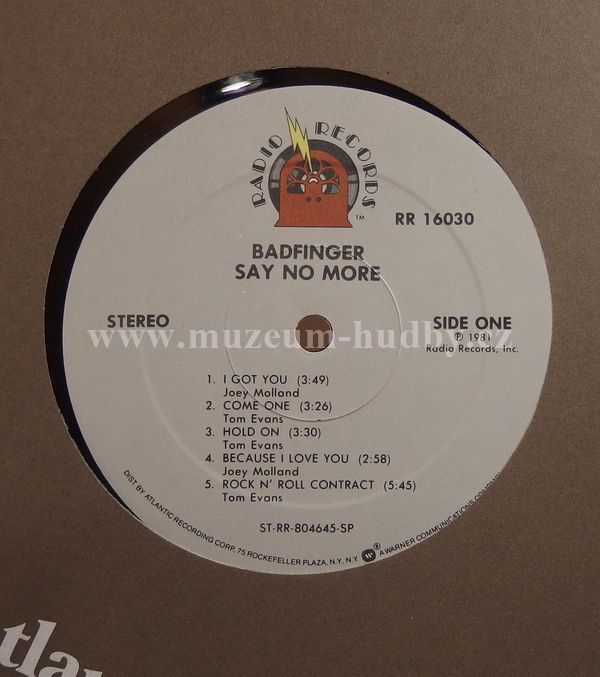 RADIO RECORDS
TM
RR 16030
BADFINGER
SAY NO MORE
STEREO
SIDE ONE
℗ 1981
Radio Records, Inc.
www.muzeum-hudby.cz
1. I GOT YOU (3:49)
Joey Molland
2. COME ONE (3:26)
Tom Evans
3. HOLD ON (3:30)
Tom Evans
4. BECAUSE I LOVE YOU (2:58)
Joey Molland
5. ROCK N' ROLL CONTRACT (5:45)
Tom Evans
ST-RR-804645-SP
DIST BY ATLANTIC RECORDING CORP. 75 ROCKEFELLER PLAZA, N.Y., N.Y. ® A WARNER COMMUNICATIONS COMPANY